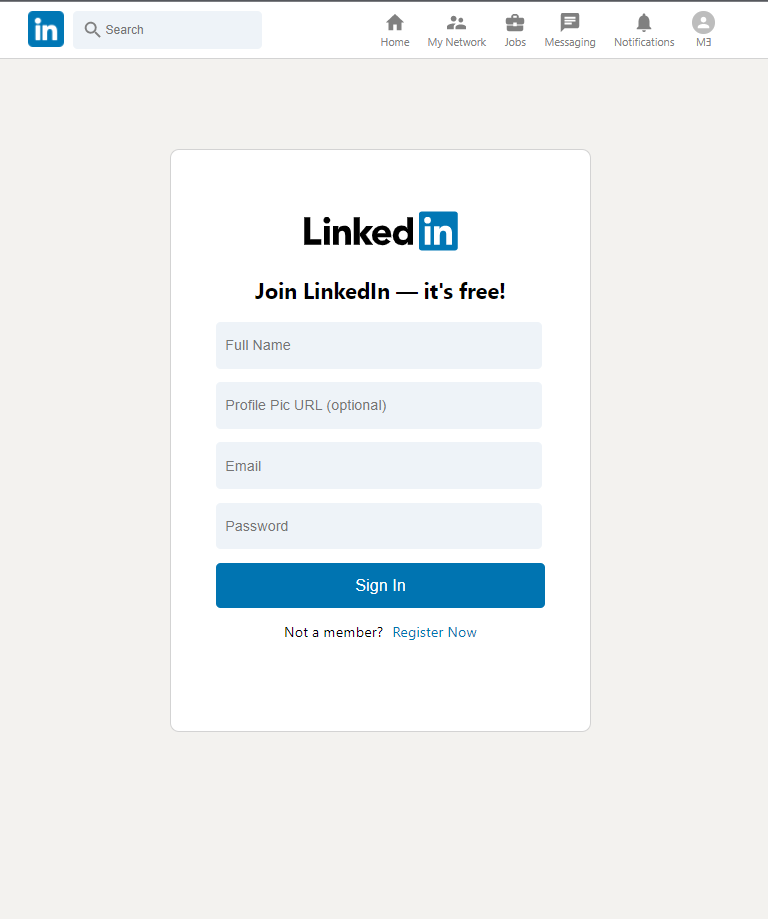 in Search Home My Network Jobs Messaging Notifications MƎ
Linked in
Join LinkedIn — it's free!
Full Name
Profile Pic URL (optional)
Email
Password
Sign In
Not a member? Register Now